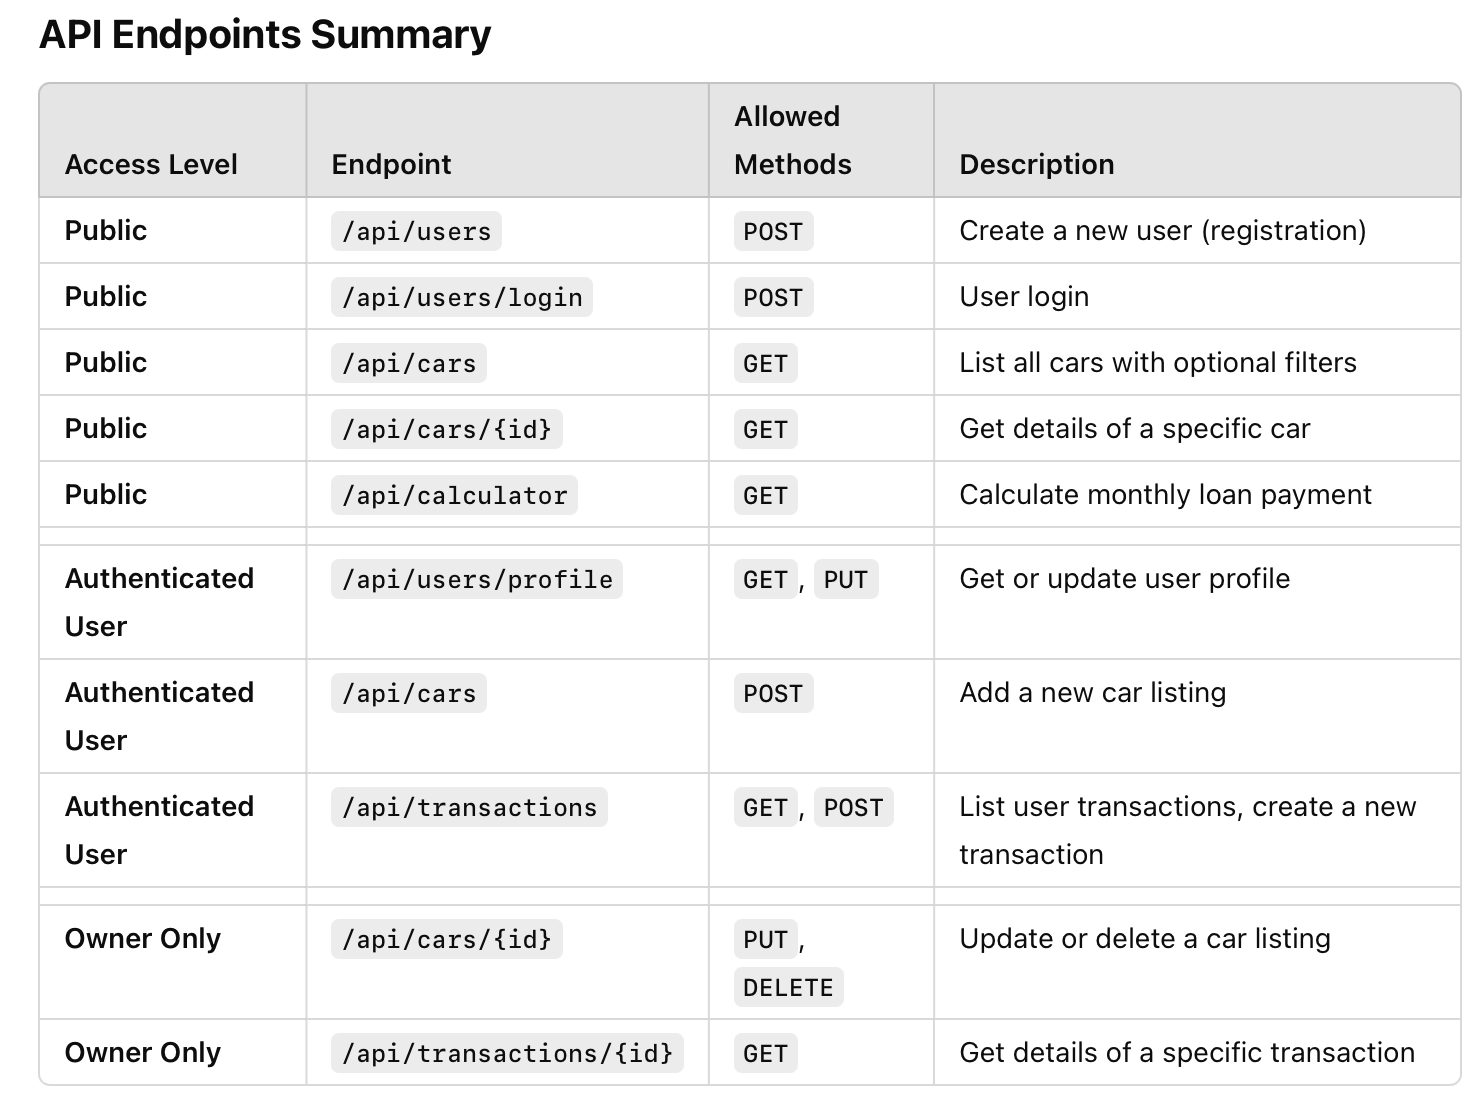 API Endpoints Summary
Access Level Endpoint Allowed Methods Description
Public /api/users POST Create a new user (registration)
Public /api/users/login POST User login
Public /api/cars GET List all cars with optional filters
Public /api/cars/{id} GET Get details of a specific car
Public /api/calculator GET Calculate monthly loan payment
Authenticated User /api/users/profile GET, PUT Get or update user profile
Authenticated User /api/cars POST Add a new car listing
Authenticated User /api/transactions GET, POST List user transactions, create a new transaction
Owner Only /api/cars/{id} PUT, DELETE Update or delete a car listing
Owner Only /api/transactions/{id} GET Get details of a specific transaction